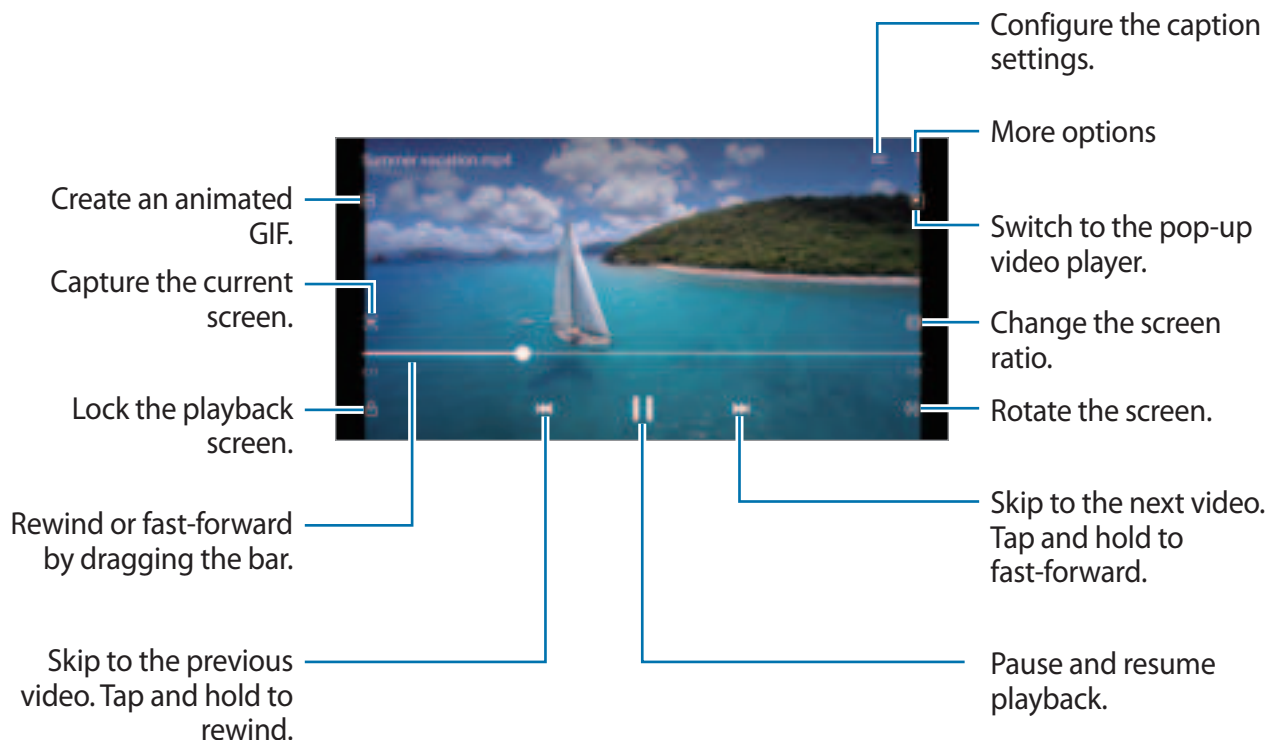 Configure the caption
settings.
More options
Summer vacation.mp4
Create an animated
GIF.
Switch to the pop-up
video player.
Capture the current
screen.
Change the screen
ratio.
Lock the playback
screen.
Rotate the screen.
Rewind or fast-forward
by dragging the bar.
Skip to the next video.
Tap and hold to
fast-forward.
Skip to the previous
video. Tap and hold to
rewind.
Pause and resume
playback.